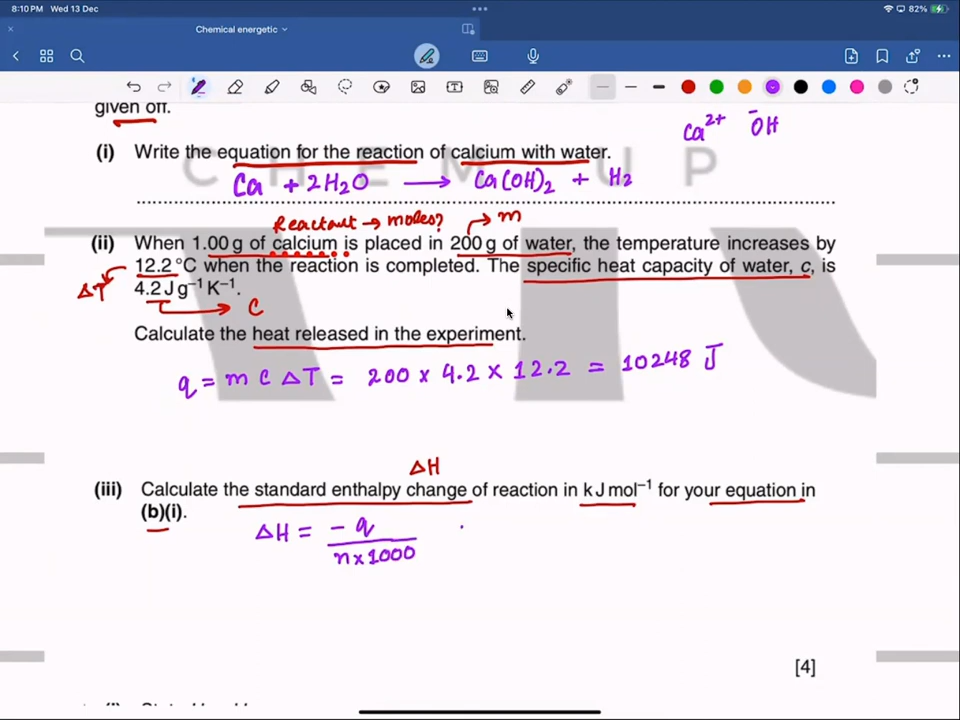 8:10 PM Wed 13 Dec
82%
Chemical energetic
given off.
Ca²⁺ ⁻OH
(i) Write the equation for the reaction of calcium with water.
Ca + 2H₂O → Ca(OH)₂ + H₂
Reactant → moles? → m
(ii) When 1.00 g of calcium is placed in 200 g of water, the temperature increases by
12.2 °C when the reaction is completed. The specific heat capacity of water, c, is
ΔT
4.2 J g⁻¹ K⁻¹.
→ C
Calculate the heat released in the experiment.
q = m c ΔT = 200 × 4.2 × 12.2 = 10248 J
ΔH
(iii) Calculate the standard enthalpy change of reaction in kJ mol⁻¹ for your equation in
(b)(i).
ΔH = -q
n×1000
[4]
CHEM UP